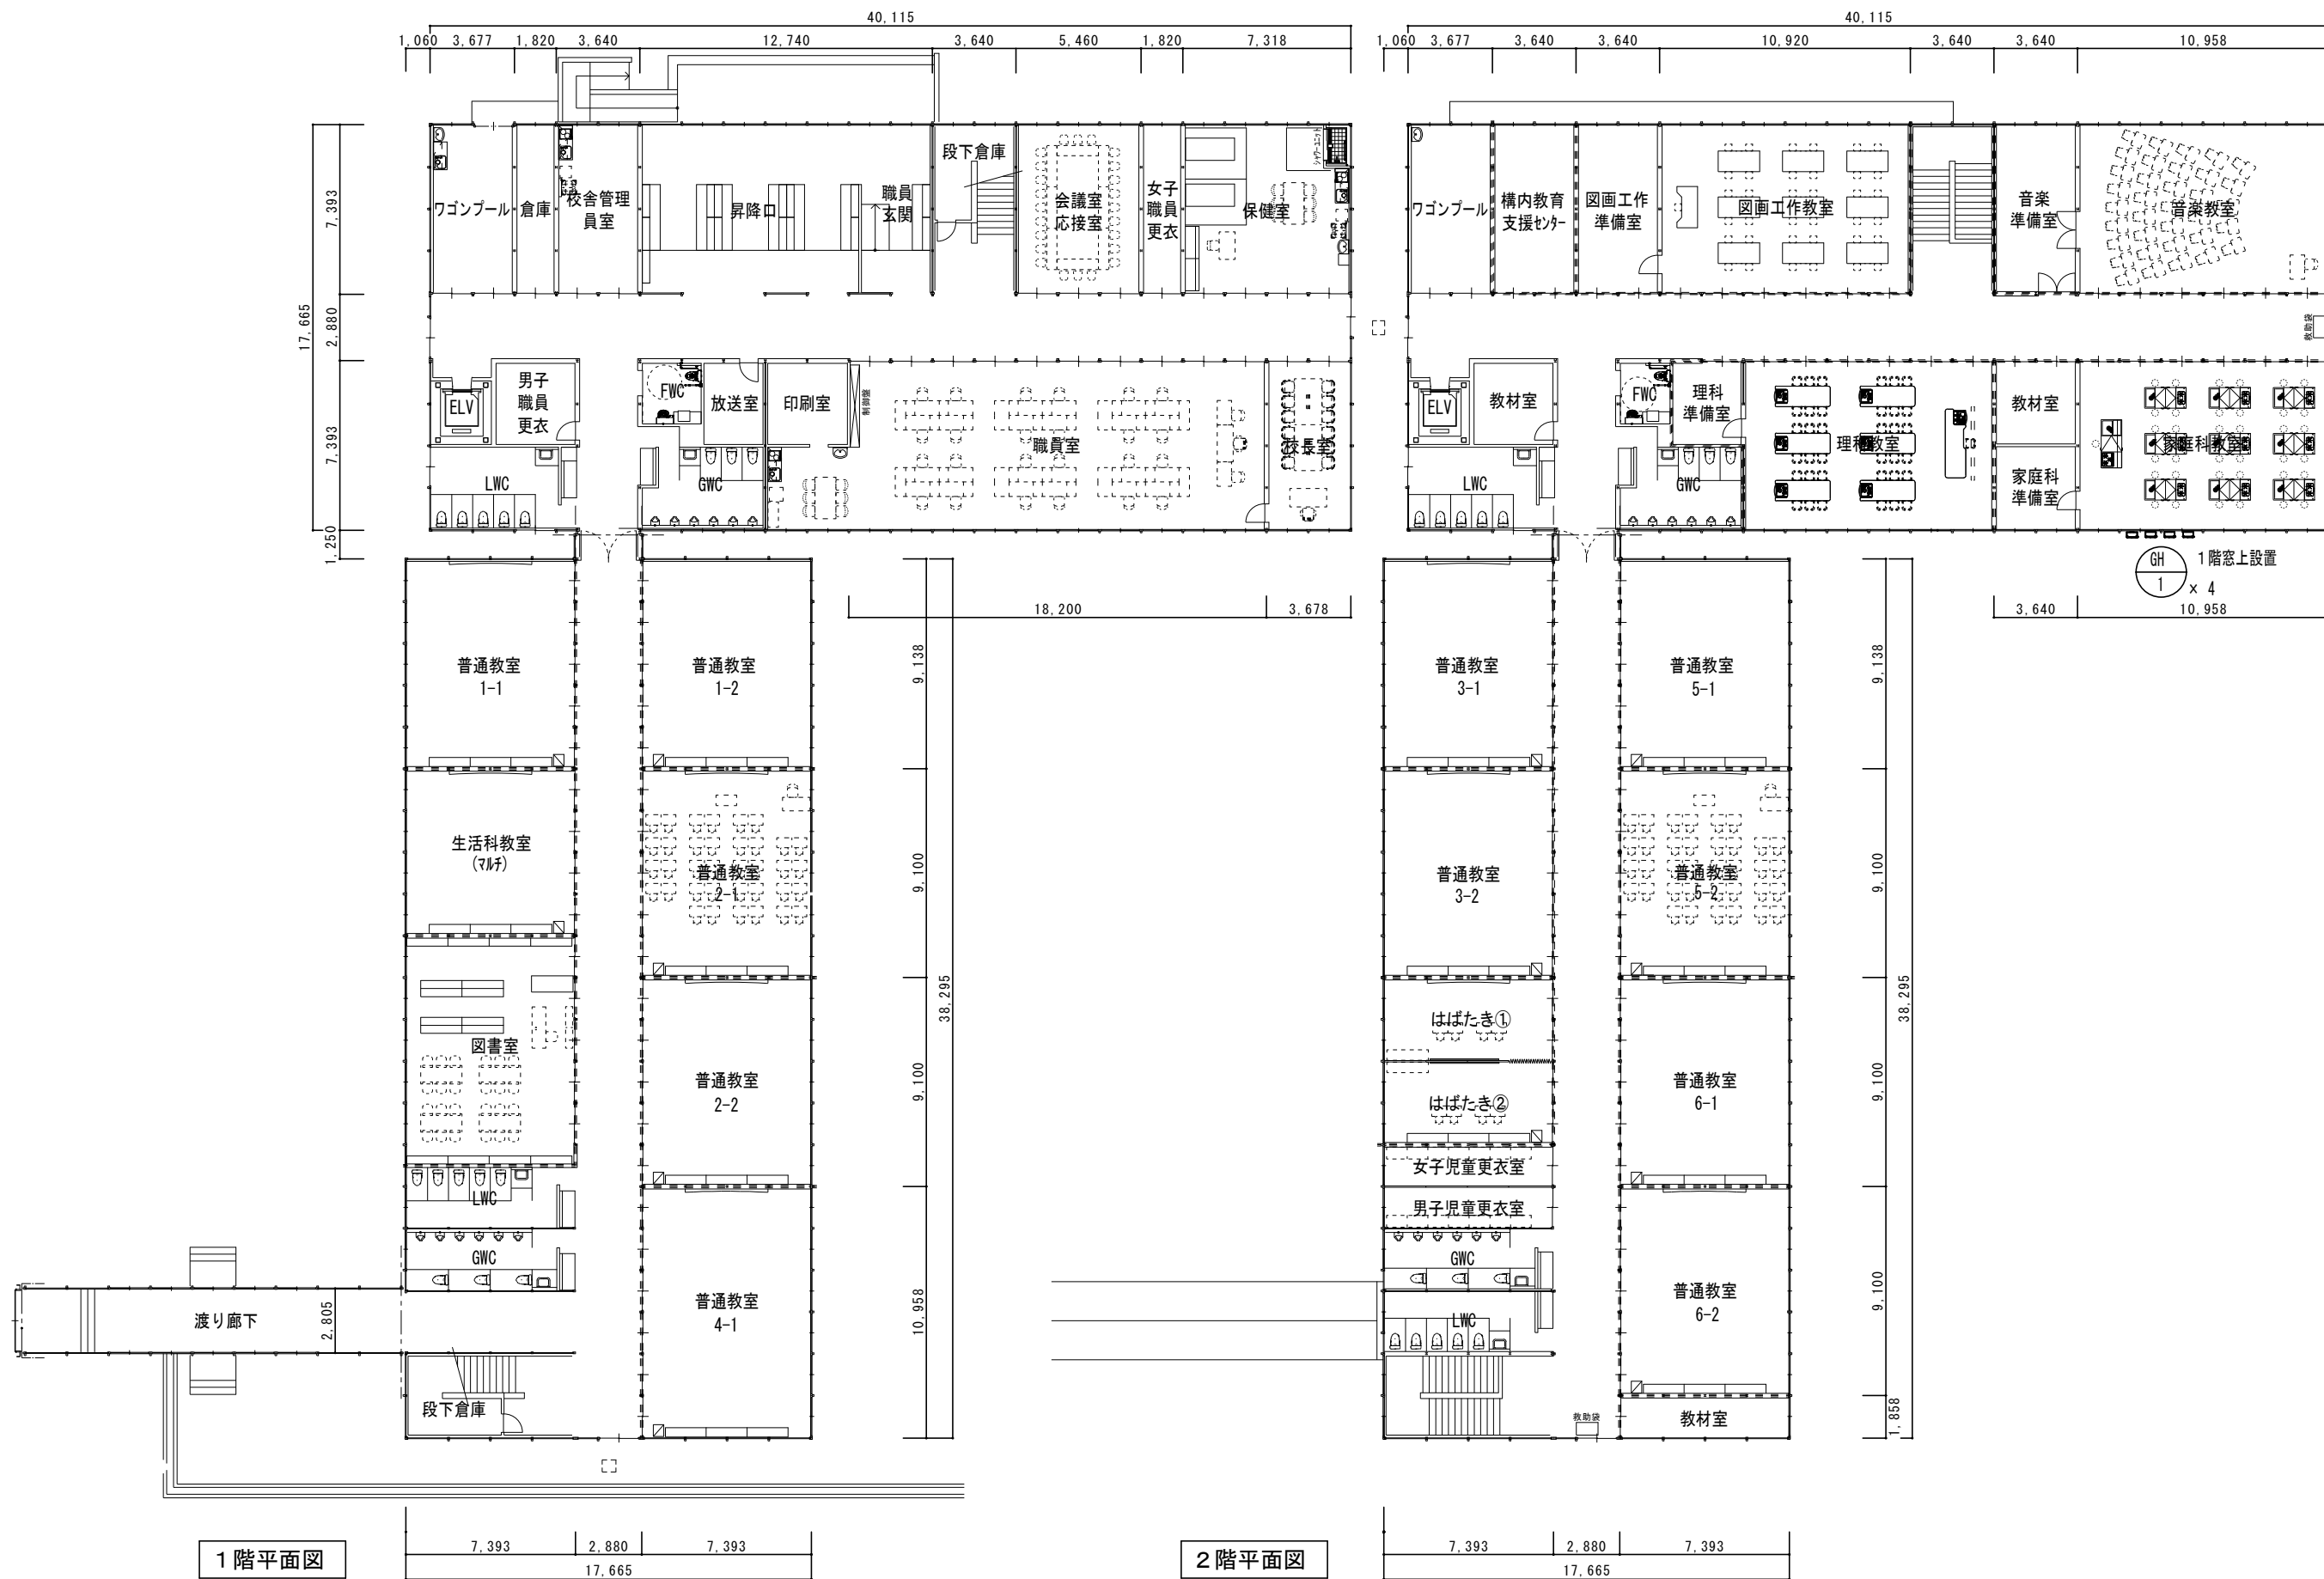 40,115
1,060 3,677 1,820 3,640 12,740 3,640 5,460 1,820 7,318
17,665
7,393
2,880
7,393
1,250
ワゴンプール
倉庫
校舎管理
員室
昇降口
職員
玄関
段下倉庫
会議室
応接室
女子
職員
更衣
シャワーユニット
保健室
ELV
男子
職員
更衣
FWC
放送室
印刷室
制御盤
職員室
校長室
LWC
GWC
18,200 3,678
普通教室
1-1
普通教室
1-2
生活科教室
(マルチ)
普通教室
2-1
図書室
普通教室
2-2
LWC
GWC
普通教室
4-1
渡り廊下
2,805
段下倉庫
9,138
9,100
9,100
10,958
38,295
7,393 2,880 7,393
17,665
1階平面図
40,115
1,060 3,677 3,640 3,640 10,920 3,640 3,640 10,958
ワゴンプール
構内教育
支援センター
図画工作
準備室
図画工作教室
音楽
準備室
音楽教室
救助袋
ELV
教材室
FWC
理科
準備室
理科教室
教材室
家庭科
準備室
家庭科教室
LWC
GWC
GH
1
1階窓上設置
× 4
3,640 10,958
普通教室
3-1
普通教室
5-1
普通教室
3-2
普通教室
5-2
はばたき①
はばたき②
普通教室
6-1
女子児童更衣室
男子児童更衣室
GWC
LWC
普通教室
6-2
救助袋
教材室
9,138
9,100
9,100
9,100
1,858
38,295
7,393 2,880 7,393
17,665
2階平面図